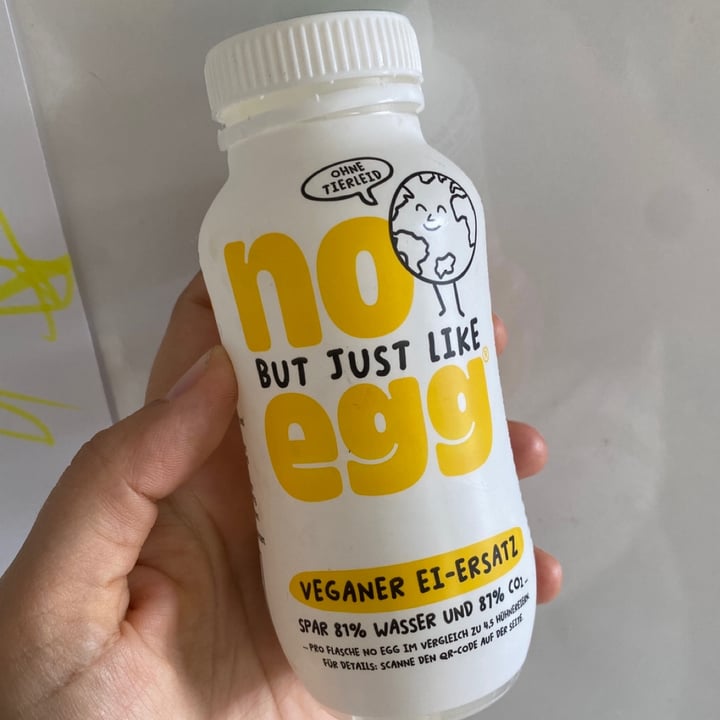 OHNE
TIERLEID
no
BUT JUST LIKE
egg®
VEGANER EI-ERSATZ
SPAR 81% WASSER UND 87% CO2
– PRO FLASCHE NO EGG IM VERGLEICH ZU 4,5 HÜHNEREIERN
FÜR DETAILS: SCANNE DEN QR-CODE AUF DER SEITE